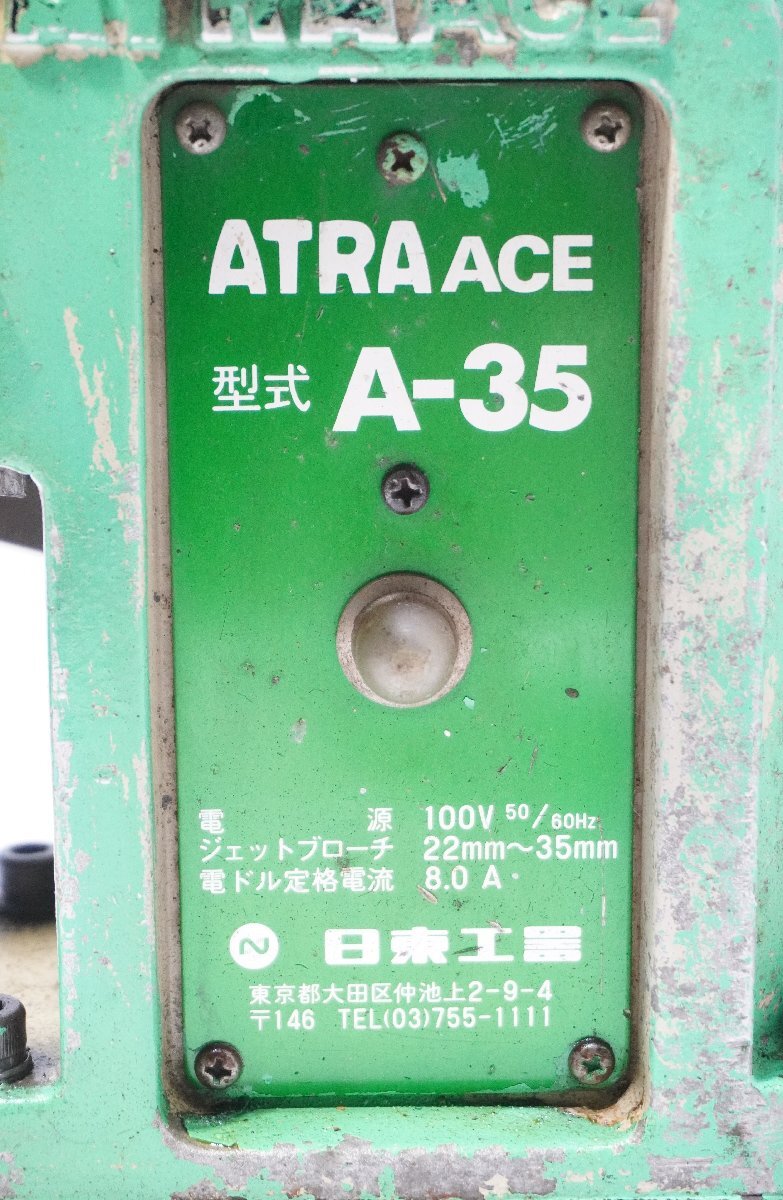 ATRA ACE
型式 A-35
電源 100V 50/60Hz
ジェットブローチ 22mm～35mm
電ドル定格電流 8.0 A
日東工器
東京都大田区仲池上2-9-4
〒146 TEL(03)755-1111